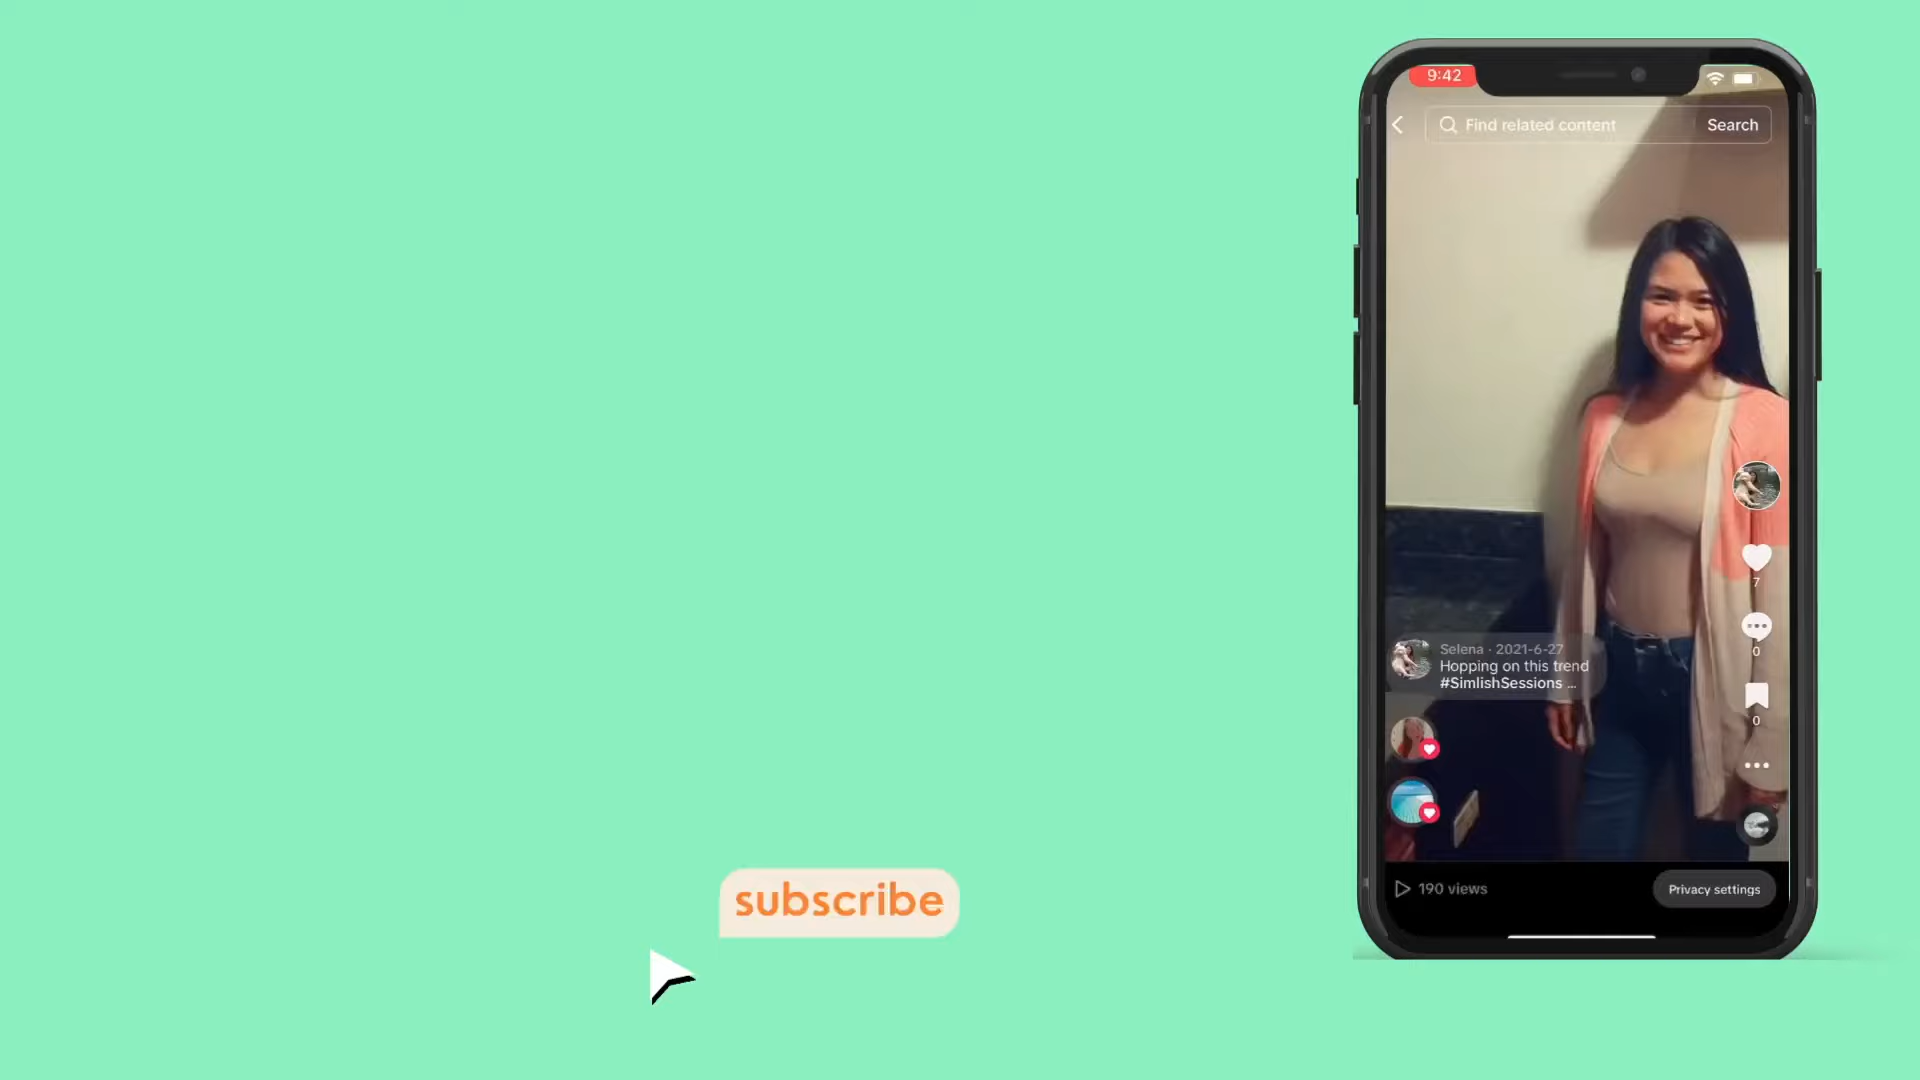 9:42
Find related content Search
7
0
Selena · 2021-6-27
Hopping on this trend
#SimlishSessions ...
0
190 views Privacy settings
subscribe